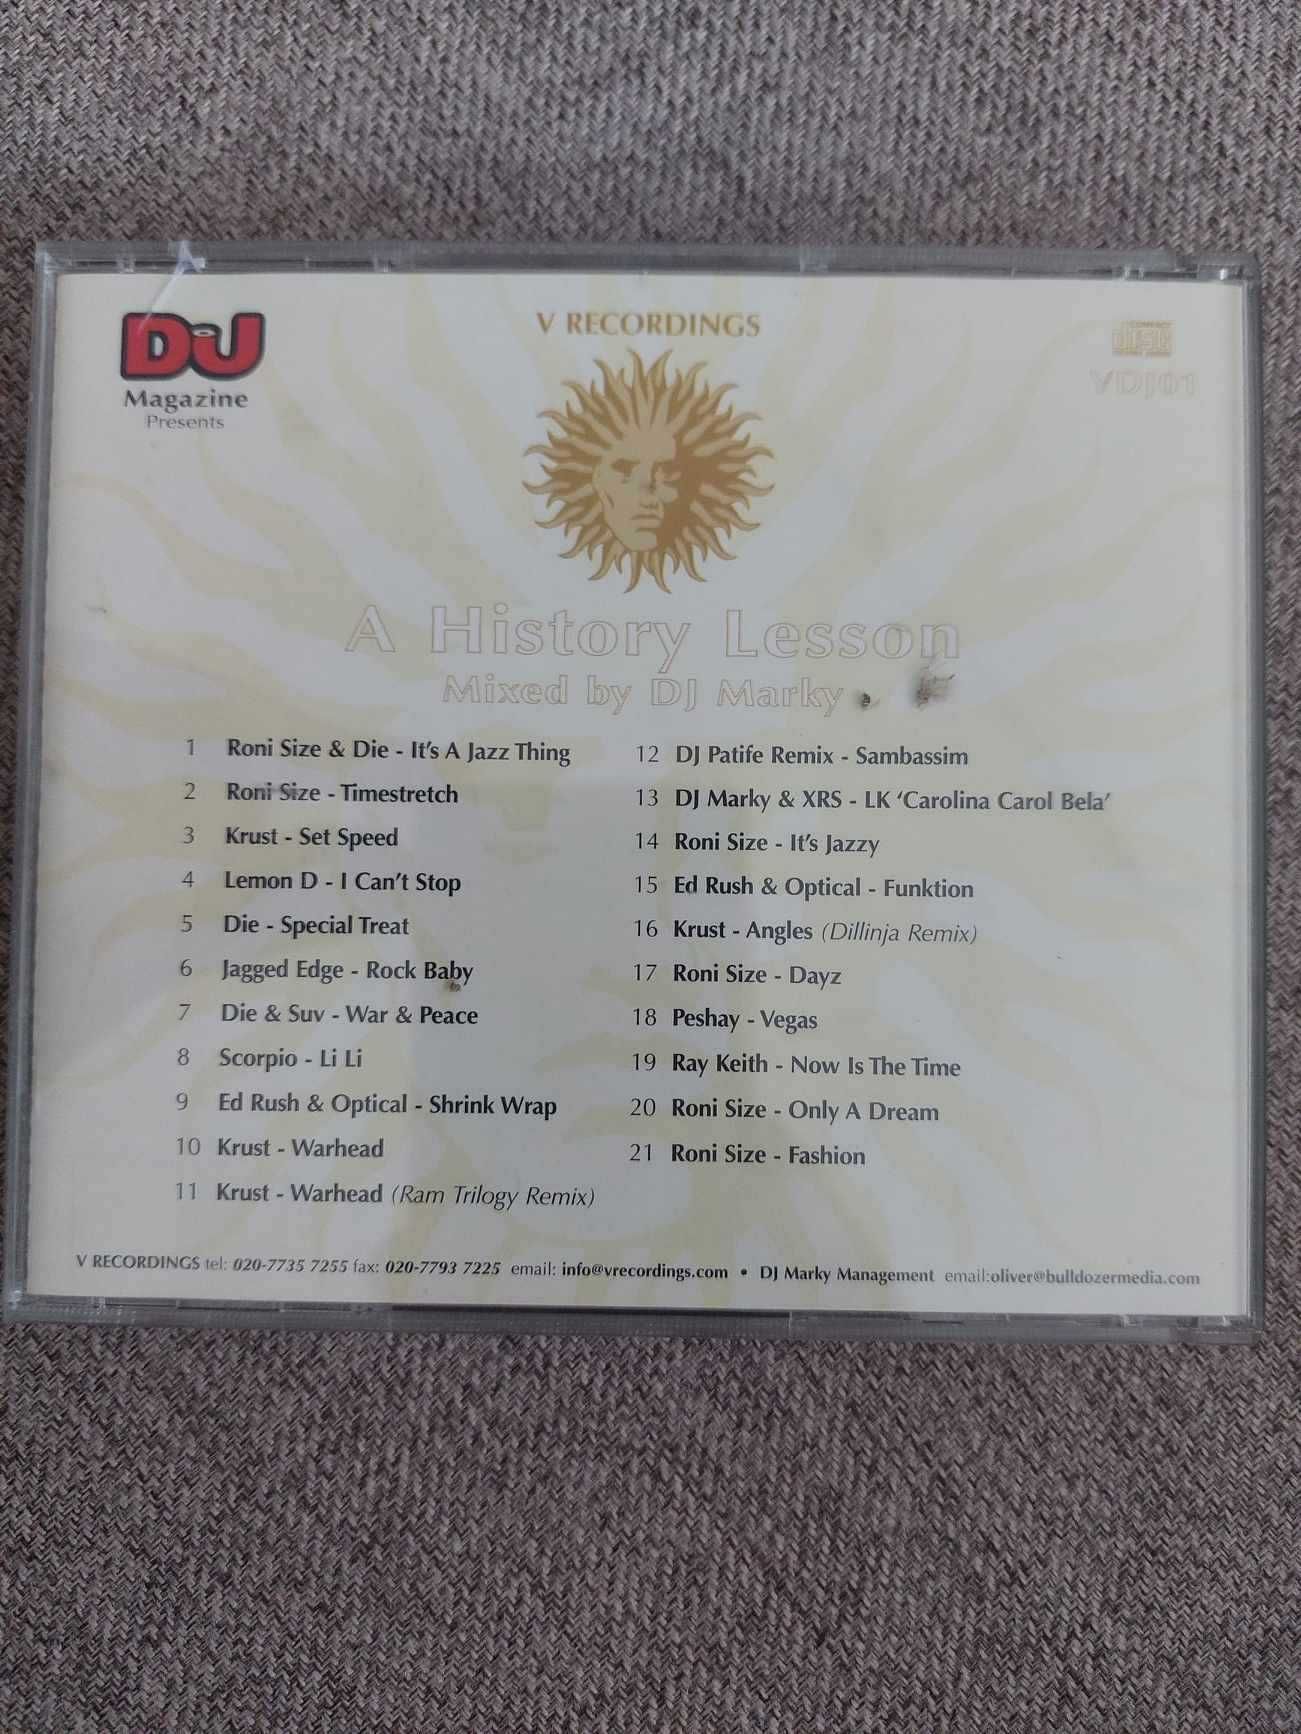 DJ
Magazine
Presents
V RECORDINGS
COMPACT
DISC
VDJ01
A History Lesson
Mixed by DJ Marky
1 Roni Size & Die - It's A Jazz Thing
2 Roni Size - Timestretch
3 Krust - Set Speed
4 Lemon D - I Can't Stop
5 Die - Special Treat
6 Jagged Edge - Rock Baby
7 Die & Suv - War & Peace
8 Scorpio - Li Li
9 Ed Rush & Optical - Shrink Wrap
10 Krust - Warhead
11 Krust - Warhead (Ram Trilogy Remix)
12 DJ Patife Remix - Sambassim
13 DJ Marky & XRS - LK ‘Carolina Carol Bela’
14 Roni Size - It's Jazzy
15 Ed Rush & Optical - Funktion
16 Krust - Angles (Dillinja Remix)
17 Roni Size - Dayz
18 Peshay - Vegas
19 Ray Keith - Now Is The Time
20 Roni Size - Only A Dream
21 Roni Size - Fashion
V RECORDINGS tel: 020-7735 7255 fax: 020-7793 7225 email: info@vrecordings.com • DJ Marky Management email:oliver@bulldozermedia.com